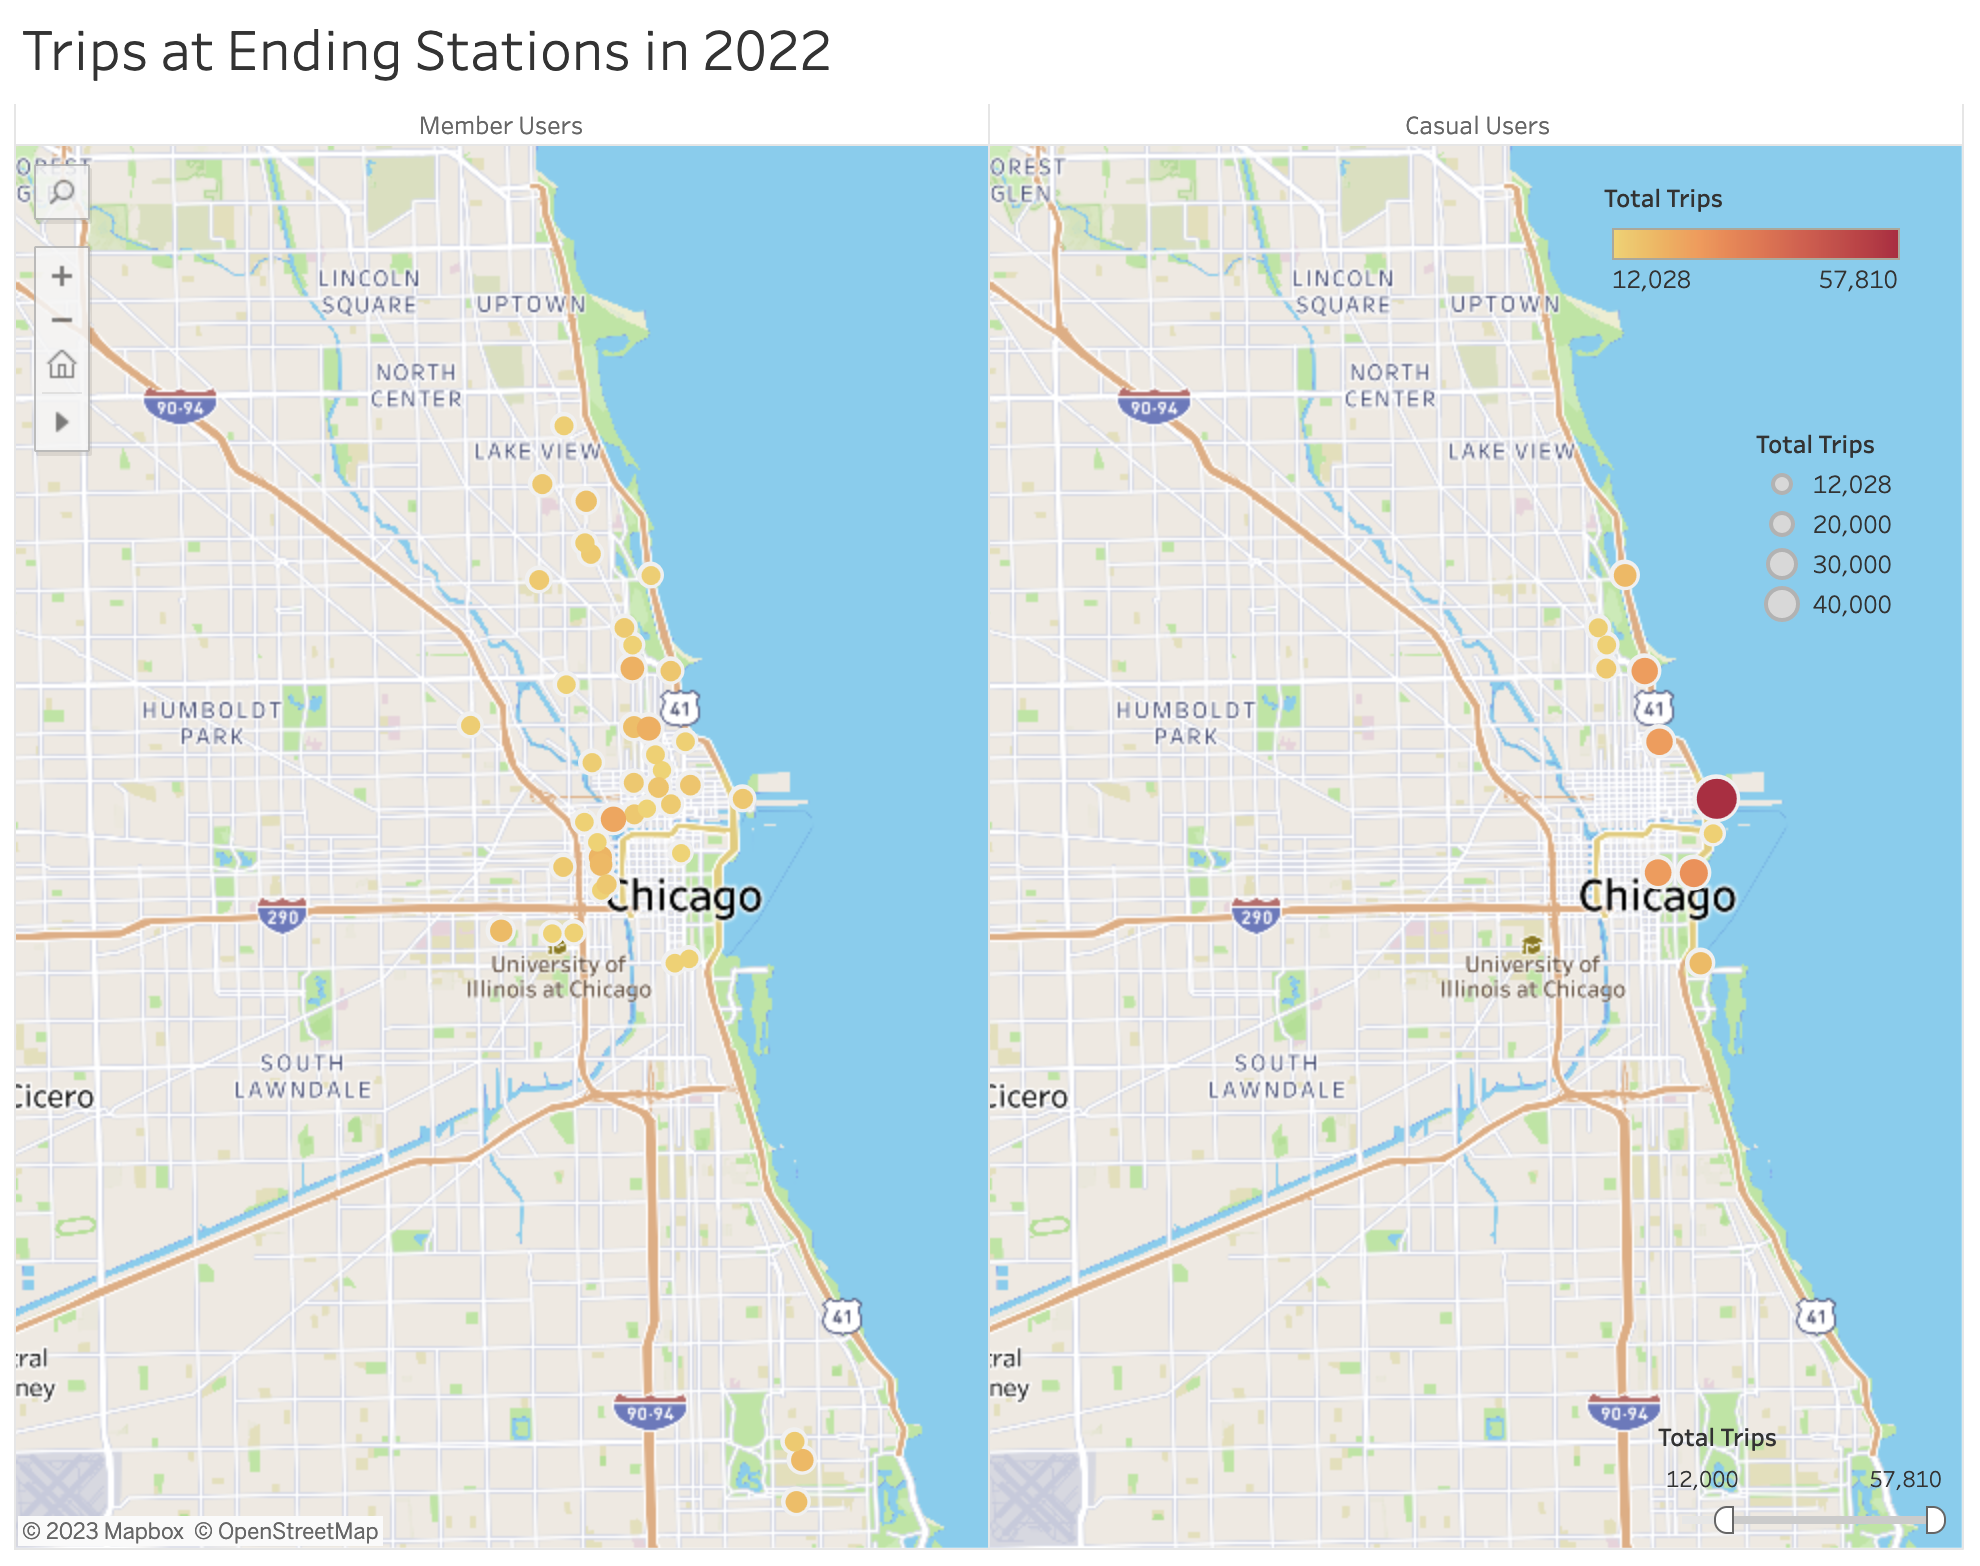 Trips at Ending Stations in 2022
Member Users
Casual Users
OREST
G
LINCOLN
SQUARE
UPTOWN
NORTH
CENTER
90-94
LAKE VIEW
HUMBOLDT
PARK
41
Chicago
290
University of
Illinois at Chicago
SOUTH
LAWNDALE
Cicero
41
tral
ney
90-94
© 2023 Mapbox © OpenStreetMap
OREST
GLEN
LINCOLN
SQUARE
UPTOWN
NORTH
CENTER
90-94
LAKE VIEW
HUMBOLDT
PARK
41
Chicago
290
University of
Illinois at Chicago
SOUTH
LAWNDALE
Cicero
41
tral
ney
90-94
Total Trips
12,028 57,810
Total Trips
12,028
20,000
30,000
40,000
Total Trips
12,000 57,810